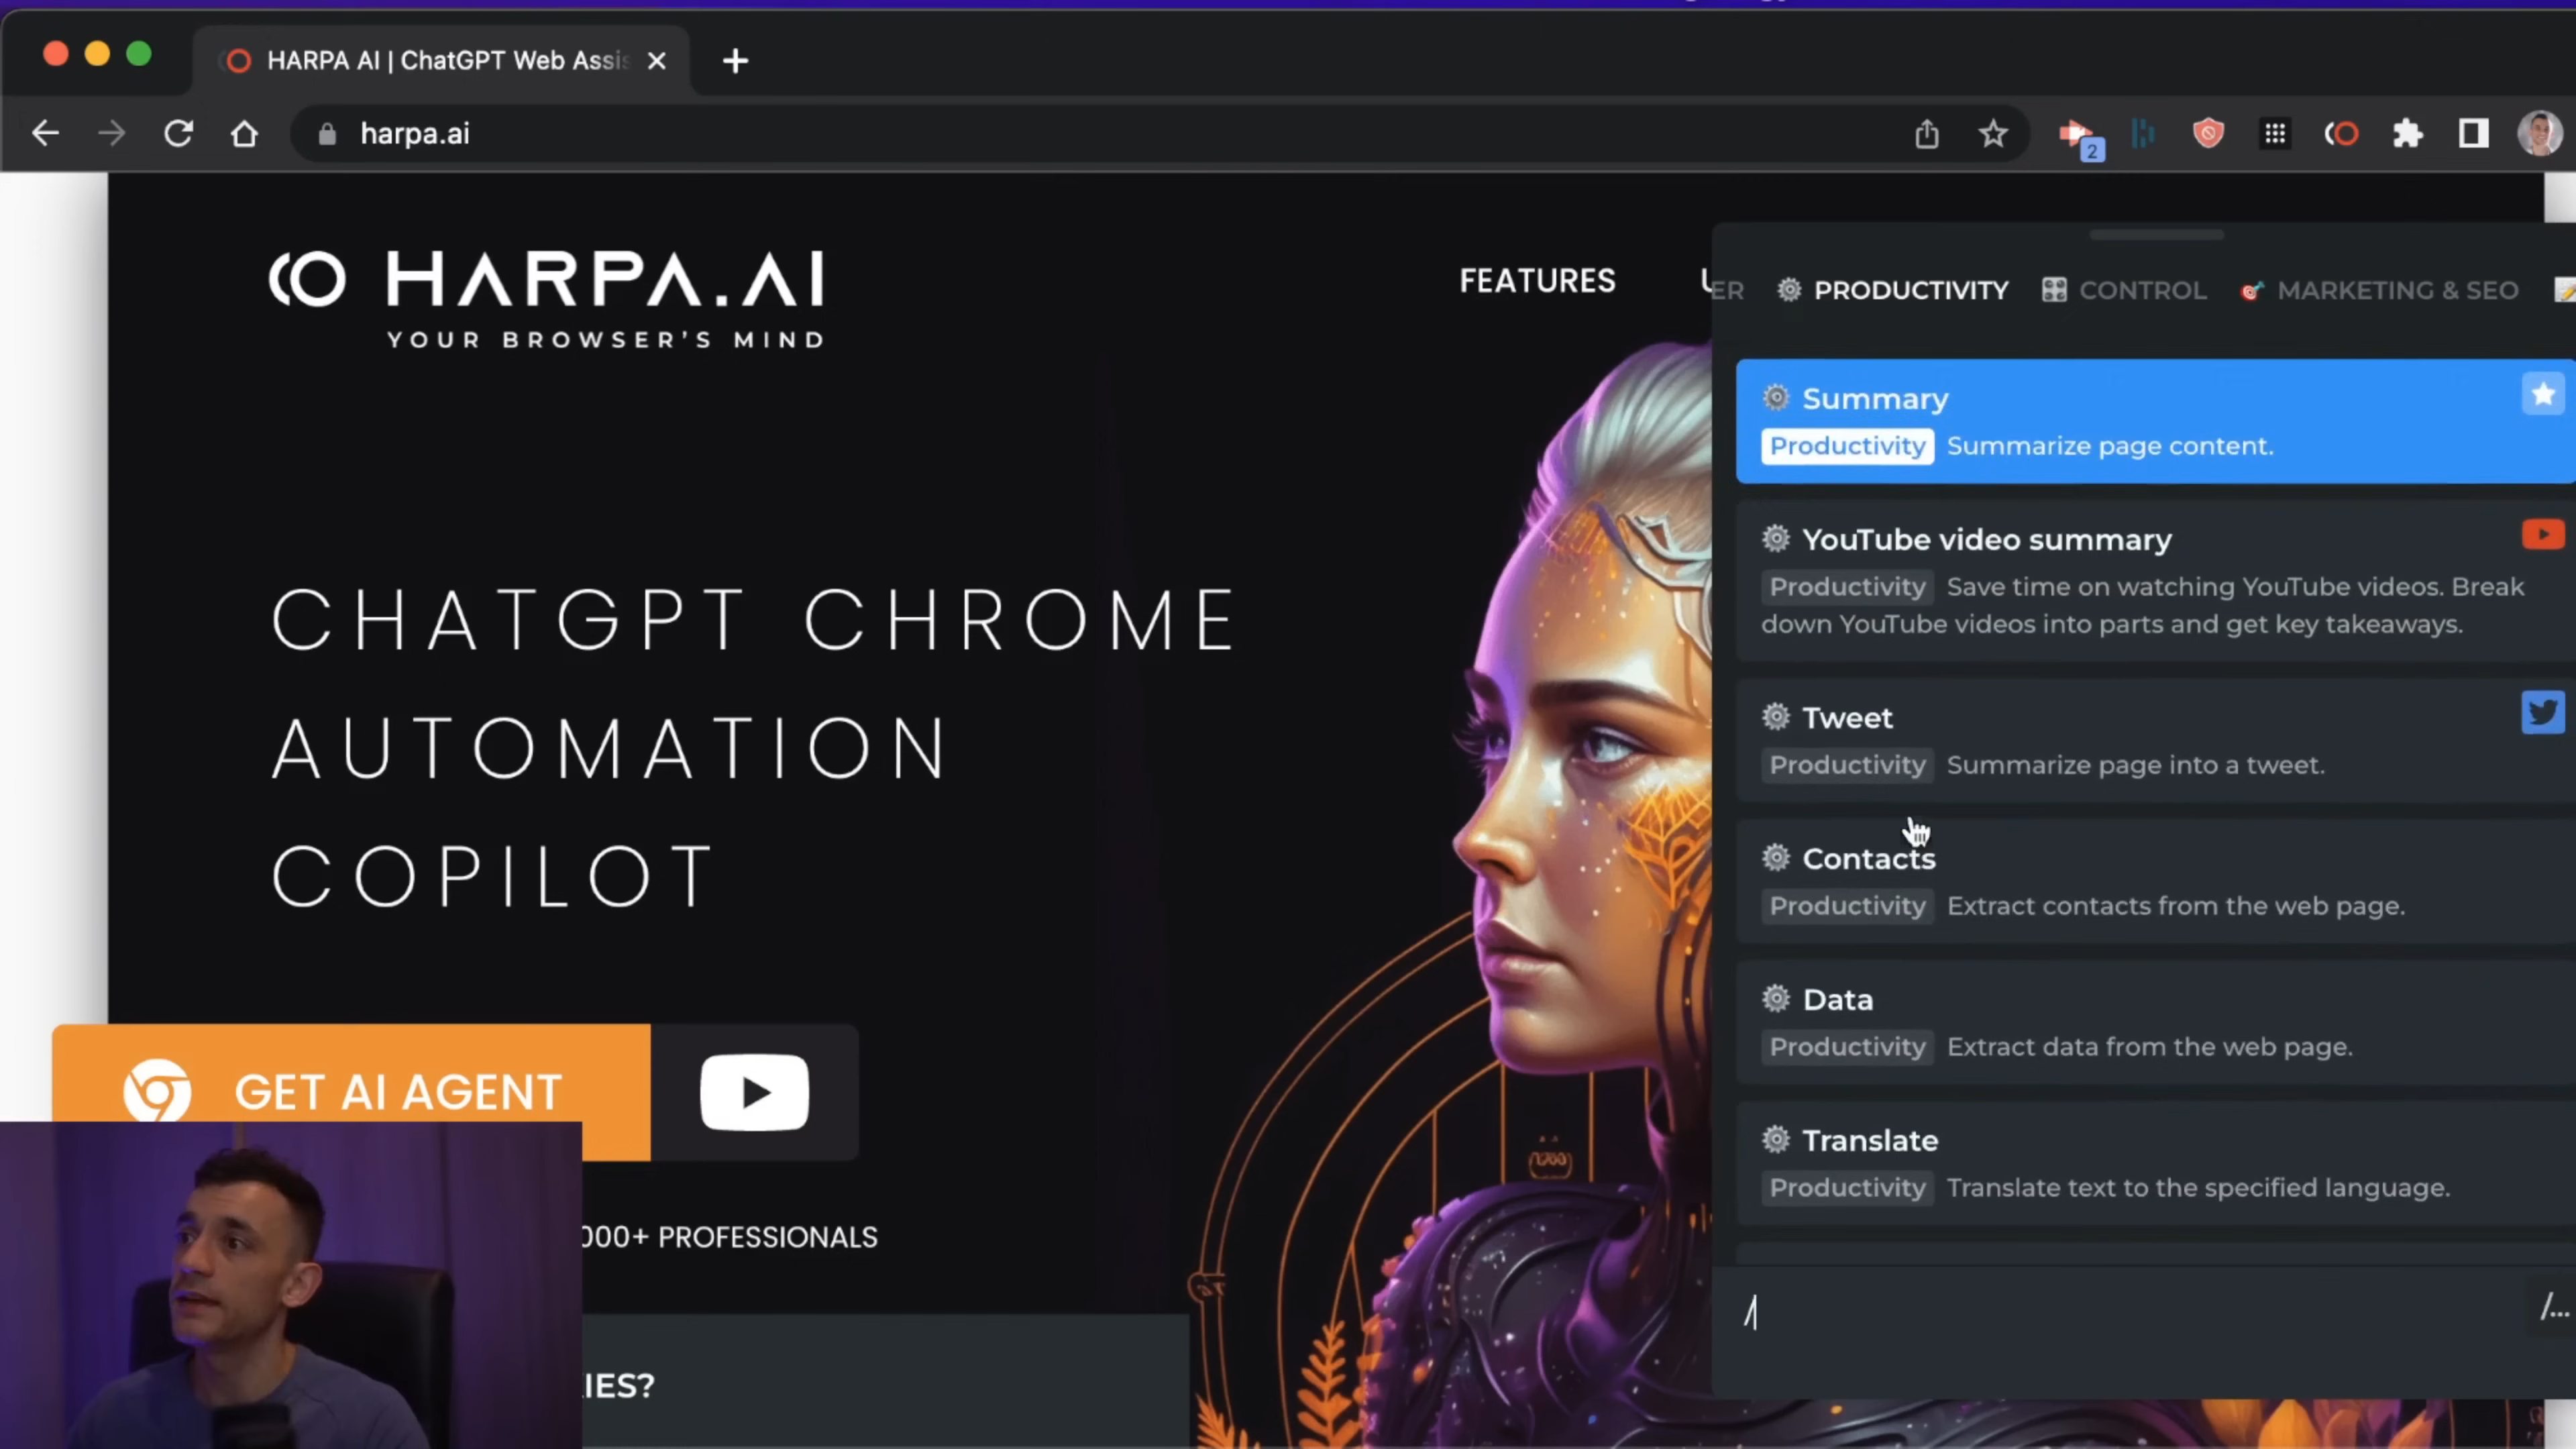 HARPA AI | ChatGPT Web Assis
harpa.ai
2
HARPA.AI
YOUR BROWSER'S MIND
FEATURES
CHATGPT CHROME
AUTOMATION
COPILOT
GET AI AGENT
000+ PROFESSIONALS
KIES?
ER
PRODUCTIVITY
CONTROL
MARKETING & SEO
Summary
Productivity Summarize page content.
YouTube video summary
Productivity Save time on watching YouTube videos. Break
down YouTube videos into parts and get key takeaways.
Tweet
Productivity Summarize page into a tweet.
Contacts
Productivity Extract contacts from the web page.
Data
Productivity Extract data from the web page.
Translate
Productivity Translate text to the specified language.
/
/...